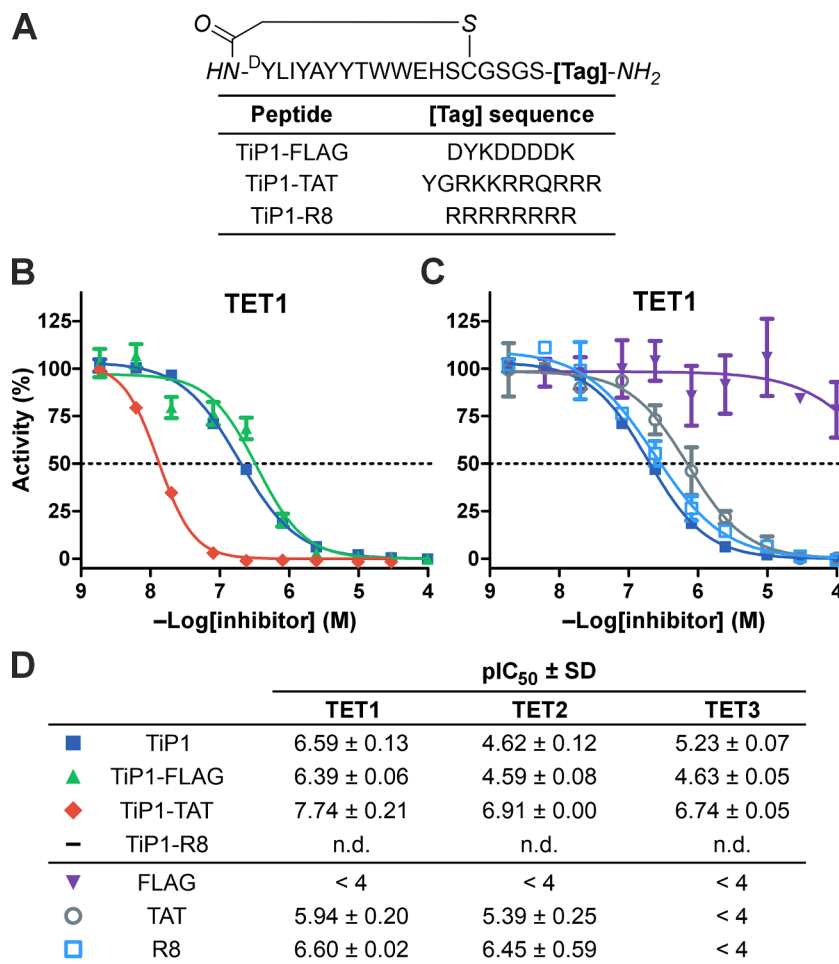 A
O
S
HN-DYLIYAYYTWWEHSCGSGS-[Tag]-NH2
Peptide [Tag] sequence
TiP1-FLAG DYKDDDDK
TiP1-TAT YGRKKRRQRRR
TiP1-R8 RRRRRRRR
B
TET1
Activity (%)
125
100
75
50
25
0
9 8 7 6 5 4
–Log[inhibitor] (M)
C
TET1
125
100
75
50
25
0
9 8 7 6 5 4
–Log[inhibitor] (M)
D
pIC50 ± SD
TET1 TET2 TET3
TiP1 6.59 ± 0.13 4.62 ± 0.12 5.23 ± 0.07
TiP1-FLAG 6.39 ± 0.06 4.59 ± 0.08 4.63 ± 0.05
TiP1-TAT 7.74 ± 0.21 6.91 ± 0.00 6.74 ± 0.05
TiP1-R8 n.d. n.d. n.d.
FLAG < 4 < 4 < 4
TAT 5.94 ± 0.20 5.39 ± 0.25 < 4
R8 6.60 ± 0.02 6.45 ± 0.59 < 4